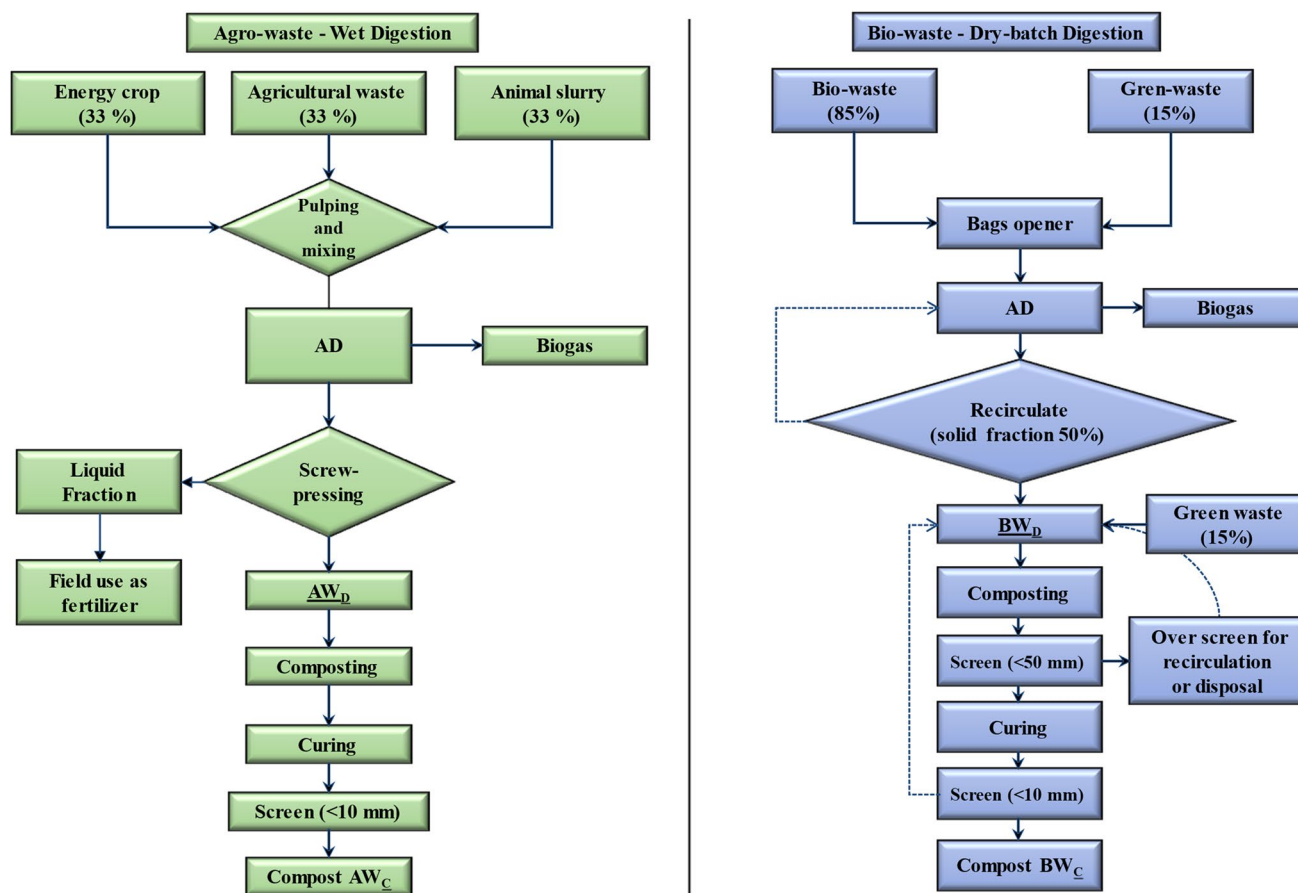 Agro-waste - Wet Digestion
Energy crop
(33 %)
Agricultural waste
(33 %)
Animal slurry
(33 %)
Pulping
and
mixing
AD
Biogas
Screw-
pressing
Liquid
Fraction
Field use as
fertilizer
AWD
Composting
Curing
Screen (<10 mm)
Compost AWC
Bio-waste - Dry-batch Digestion
Bio-waste
(85%)
Gren-waste
(15%)
Bags opener
AD
Biogas
Recirculate
(solid fraction 50%)
BWD
Green waste
(15%)
Composting
Screen (<50 mm)
Over screen for
recirculation
or disposal
Curing
Screen (<10 mm)
Compost BWC